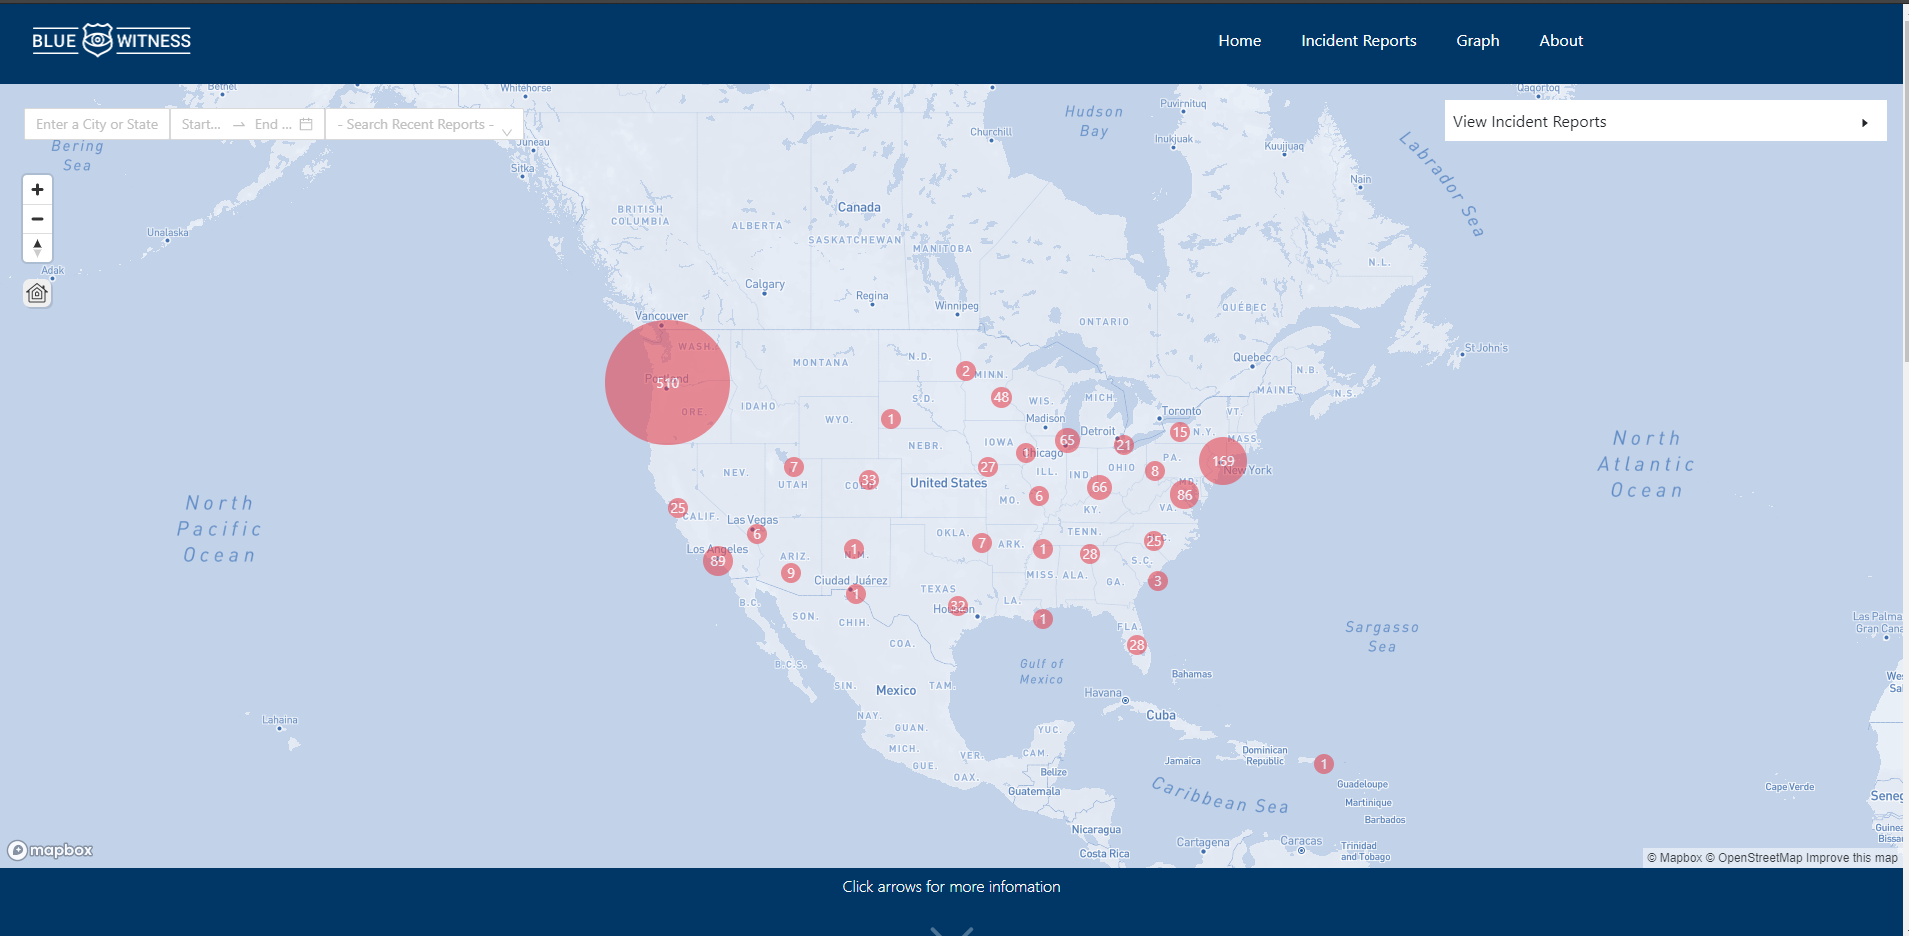 BLUE WITNESS
Home
Incident Reports
Graph
About
Bethel
Whitehorse
Qaqortoq
Enter a City or State
Start...
End ...
- Search Recent Reports -
View Incident Reports
Hudson
Bay
Puvirnituq
Churchill
Inukjuak
Kuujjuaq
Juneau
Bering
Sea
Labrador Sea
Sitka
Nain
Canada
BRITISH
COLUMBIA
ALBERTA
SASKATCHEWAN
MANITOBA
Unalaska
Adak
N.L.
Calgary
Regina
Winnipeg
QUÉBEC
Vancouver
ONTARIO
WASH.
St John's
MONTANA
N.D.
Quebec
2
MINN.
N.B.
Portland
510
MAINE
N.S.
IDAHO
S.D.
48
WIS.
MICH.
ORE.
WYO.
1
Madison
Toronto
VT.
15
N.Y.
MASS.
Detroit
65
21
NEBR.
IOWA
1
Chicago
North
Atlantic
Ocean
7
27
ILL.
IND.
OHIO
PA.
8
159
New York
NEV.
UTAH
33
United States
6
66
MD.
86
North
Pacific
Ocean
MO.
KY.
VA.
25
CALIF.
Las Vegas
6
OKLA.
7
ARK.
TENN.
25
Los Angeles
89
ARIZ.
1
N.M.
1
28
S.C.
9
Ciudad Juárez
MISS.
ALA.
GA.
3
1
TEXAS
B.C.
SON.
CHIH.
Houston
32
LA.
1
FLA.
Sargasso
Sea
Las Palmas
Gran Cana
COA.
28
B.C.S.
Gulf of
Mexico
Bahamas
SIN.
Mexico
TAM.
Havana
Wes
Sa
NAY.
Cuba
Lahaina
GUAN.
YUC.
MICH.
VER.
CAM.
Dominican
Republic
GUE.
OAX.
Belize
Jamaica
1
Guatemala
Caribbean Sea
Guadeloupe
Cape Verde
Seneg
Martinique
Barbados
Nicaragua
Guinea
Bissau
mapbox
Costa Rica
Cartagena
Caracas
Trinidad
and Tobago
© Mapbox © OpenStreetMap Improve this map
Click arrows for more infomation